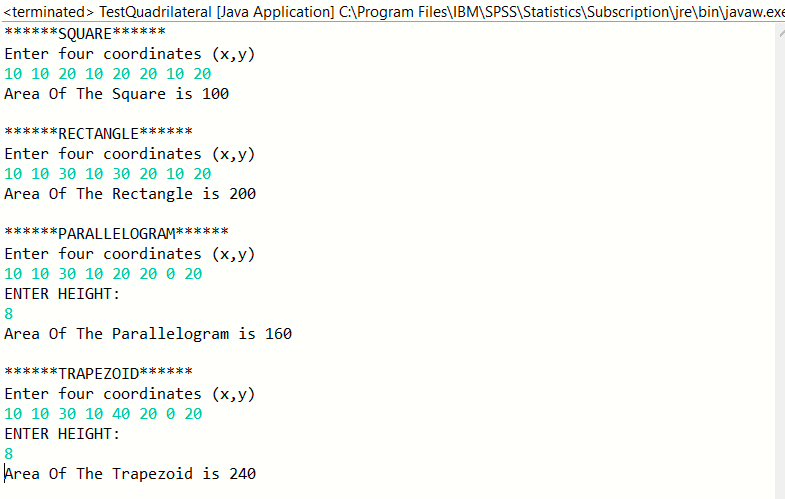 <terminated> TestQuadrilateral [Java Application] C:\Program Files\IBM\SPSS\Statistics\Subscription\jre\bin\javaw.exe
******SQUARE******
Enter four coordinates (x,y)
10 10 20 10 20 20 10 20
Area Of The Square is 100
******RECTANGLE******
Enter four coordinates (x,y)
10 10 30 10 30 20 10 20
Area Of The Rectangle is 200
******PARALLELOGRAM******
Enter four coordinates (x,y)
10 10 30 10 20 20 0 20
ENTER HEIGHT:
8
Area Of The Parallelogram is 160
******TRAPEZOID******
Enter four coordinates (x,y)
10 10 30 10 40 20 0 20
ENTER HEIGHT:
8
Area Of The Trapezoid is 240